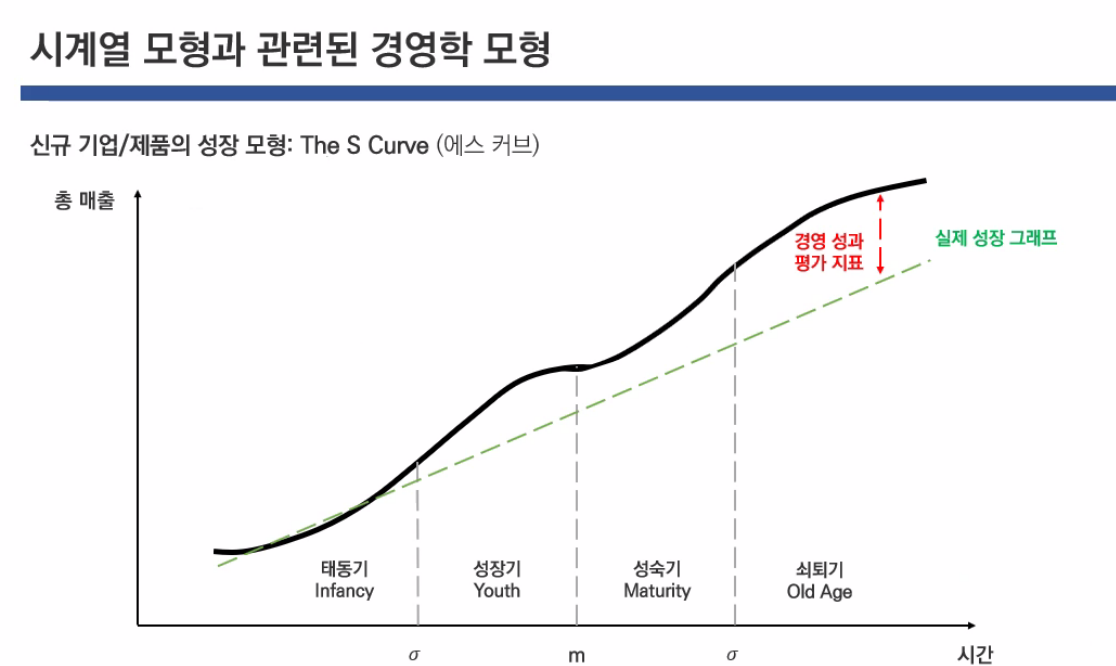 시계열 모형과 관련된 경영학 모형
신규 기업/제품의 성장 모형: The S Curve (에스 커브)
총 매출
경영 성과
평가 지표
실제 성장 그래프
태동기
Infancy
성장기
Youth
성숙기
Maturity
쇠퇴기
Old Age
σ
m
σ
시간